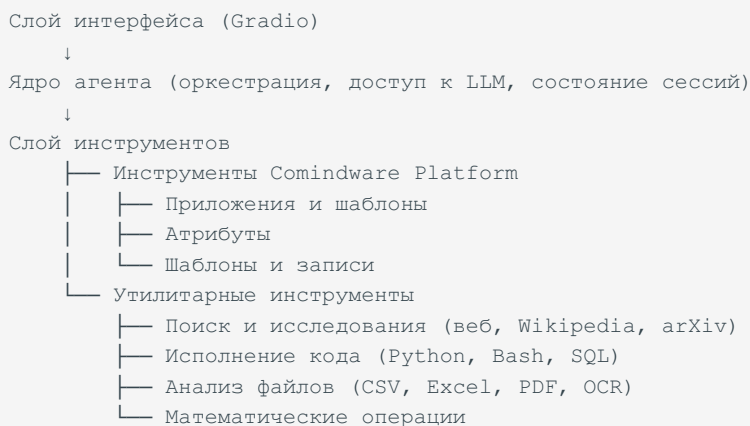 Слой интерфейса (Gradio)
↓
Ядро агента (оркестрация, доступ к LLM, состояние сессий)
↓
Слой инструментов
├── Инструменты Comindware Platform
│   ├── Приложения и шаблоны
│   ├── Атрибуты
│   └── Шаблоны и записи
└── Утилитарные инструменты
    ├── Поиск и исследования (веб, Wikipedia, arXiv)
    ├── Исполнение кода (Python, Bash, SQL)
    ├── Анализ файлов (CSV, Excel, PDF, OCR)
    └── Математические операции